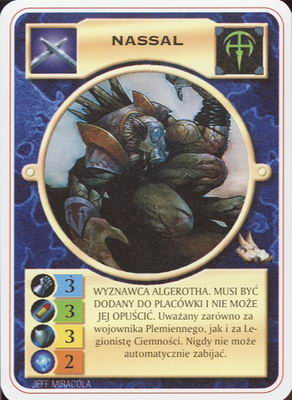 NASSAL
3
3
3
2
WYZNAWCA ALGEROTHA. MUSI BYĆ
DODANY DO PLACÓWKI I NIE MOŻE
JEJ OPUŚCIĆ. Uważany zarówno za
wojownika Plemiennego, jak i za Le-
gionistę Ciemności. Nigdy nie może
automatycznie zabijać.
JEFF MIRACOLA